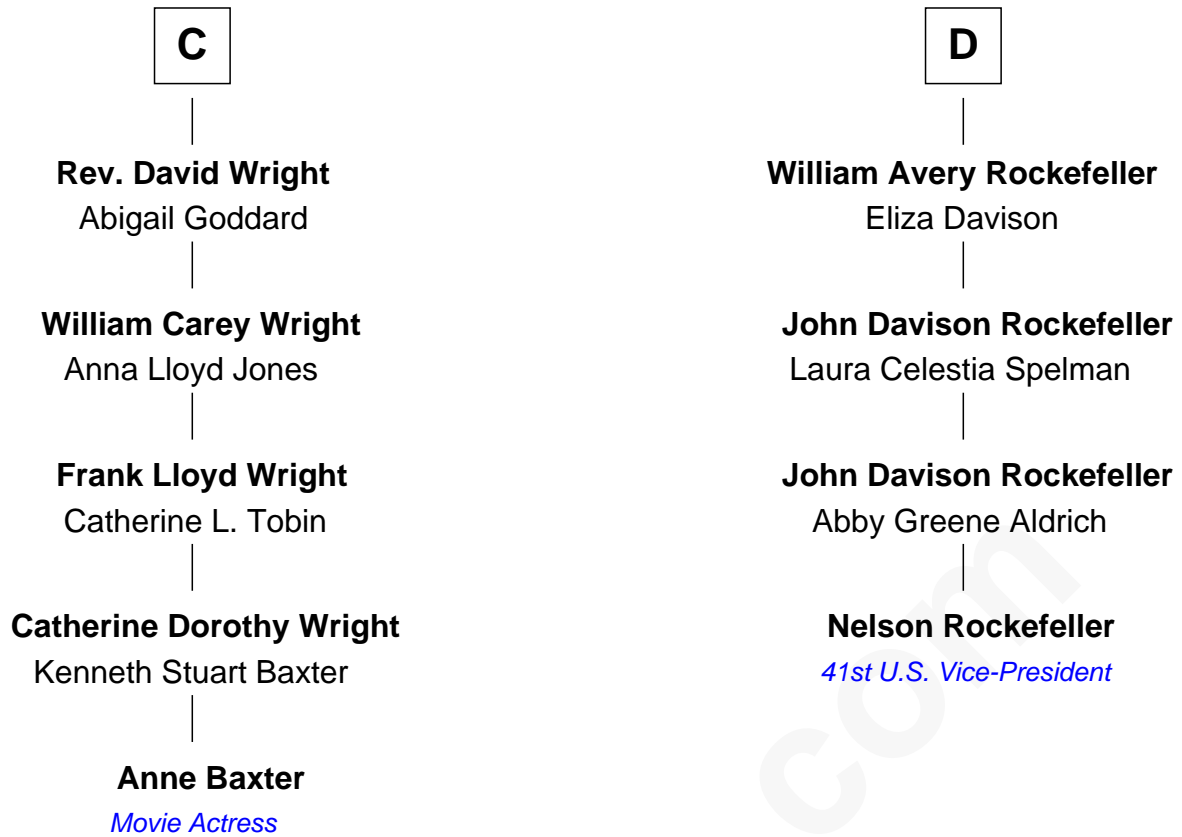 C
Rev. David Wright
Abigail Goddard
William Carey Wright
Anna Lloyd Jones
Frank Lloyd Wright
Catherine L. Tobin
Catherine Dorothy Wright
Kenneth Stuart Baxter
Anne Baxter
Movie Actress
D
William Avery Rockefeller
Eliza Davison
John Davison Rockefeller
Laura Celestia Spelman
John Davison Rockefeller
Abby Greene Aldrich
Nelson Rockefeller
41st U.S. Vice-President
com